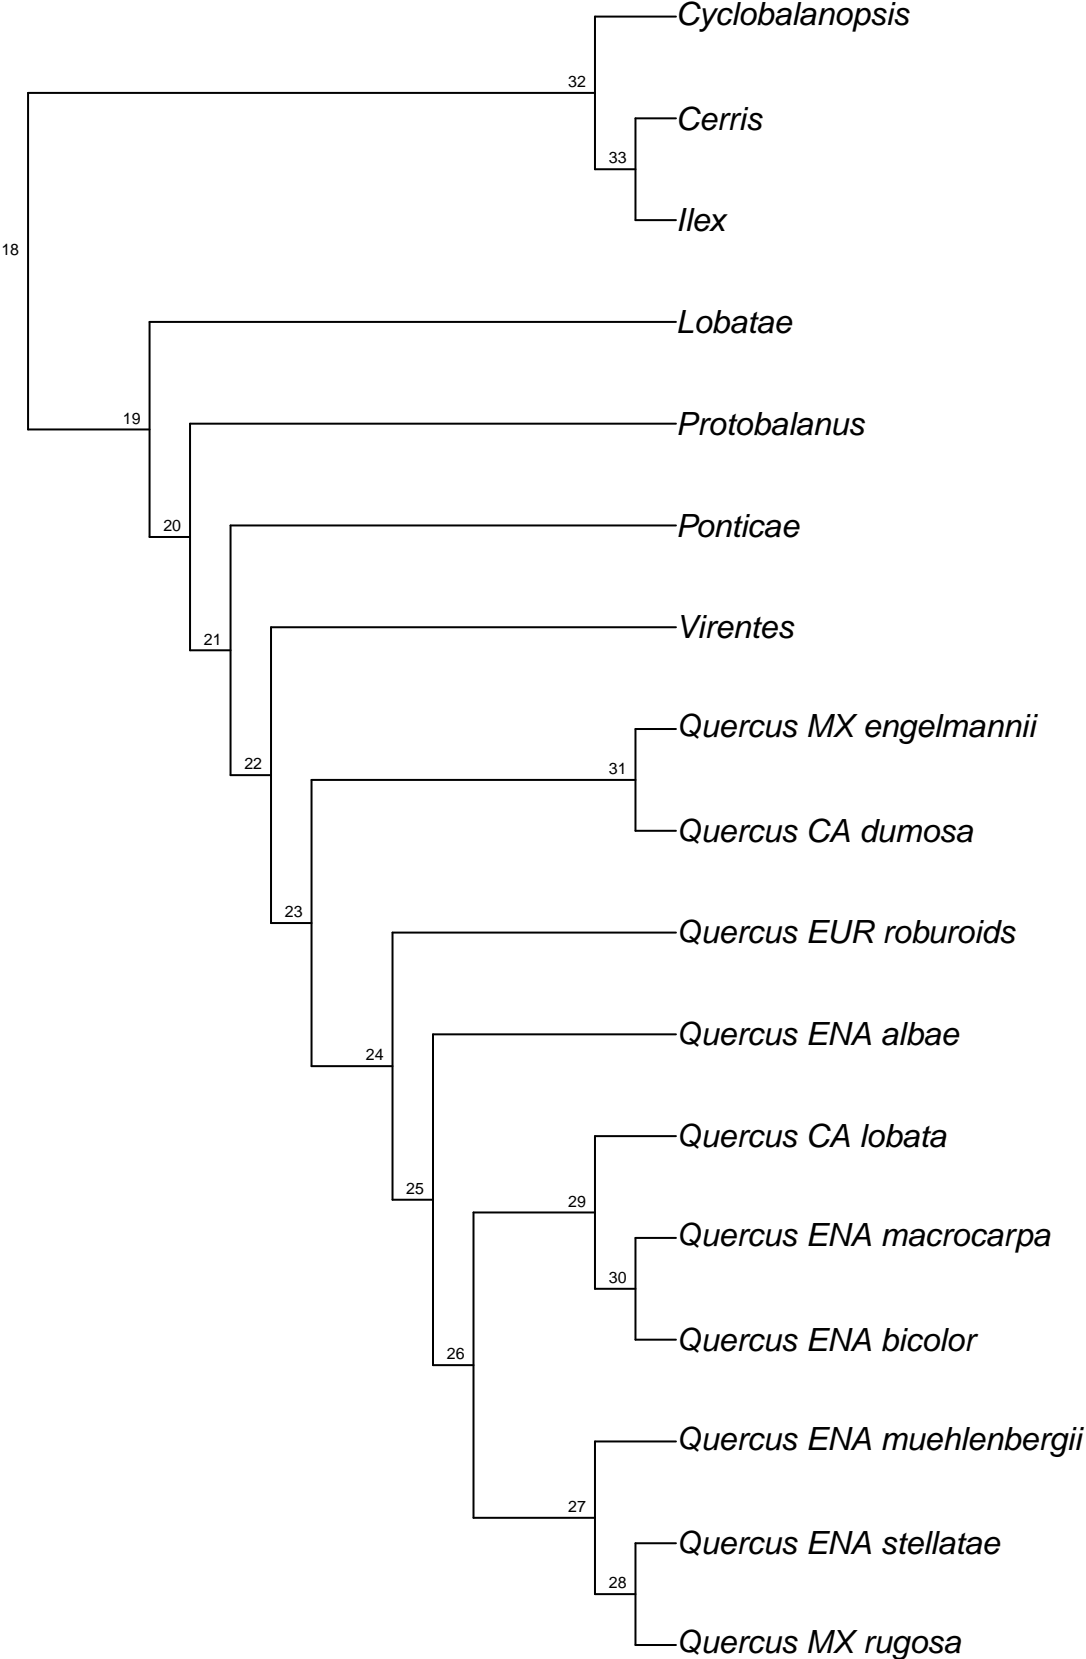 Cyclobalanopsis
32
Cerris
33
Ilex
18
Lobatae
19
Protobalanus
20
Ponticae
21
Virentes
Quercus MX engelmannii
22
31
Quercus CA dumosa
23
Quercus EUR roburoids
Quercus ENA albae
24
Quercus CA lobata
25
29
Quercus ENA macrocarpa
30
Quercus ENA bicolor
26
Quercus ENA muehlenbergii
27
Quercus ENA stellatae
28
Quercus MX rugosa